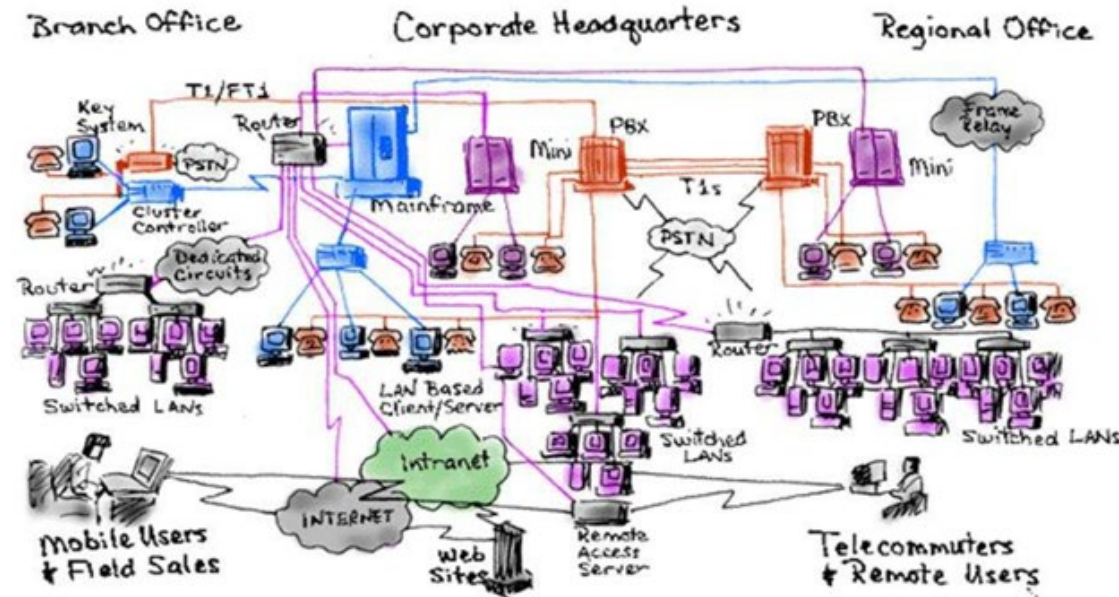 Branch Office
Corporate Headquarters
Regional Office
T1/FT1
Key
System
Router
PBX
PBX
Frame
Relay
PSTN
Mini
Mini
T1s
Mainframe
Cluster
Controller
PSTN
Dedicated
Circuits
Router
Router
LAN Based
Client/Server
Switched LANs
Switched
LANs
Switched LANs
Intranet
INTERNET
Mobile Users
& Field Sales
Web
Sites
Remote
Access
Server
Telecommuters
& Remote Users